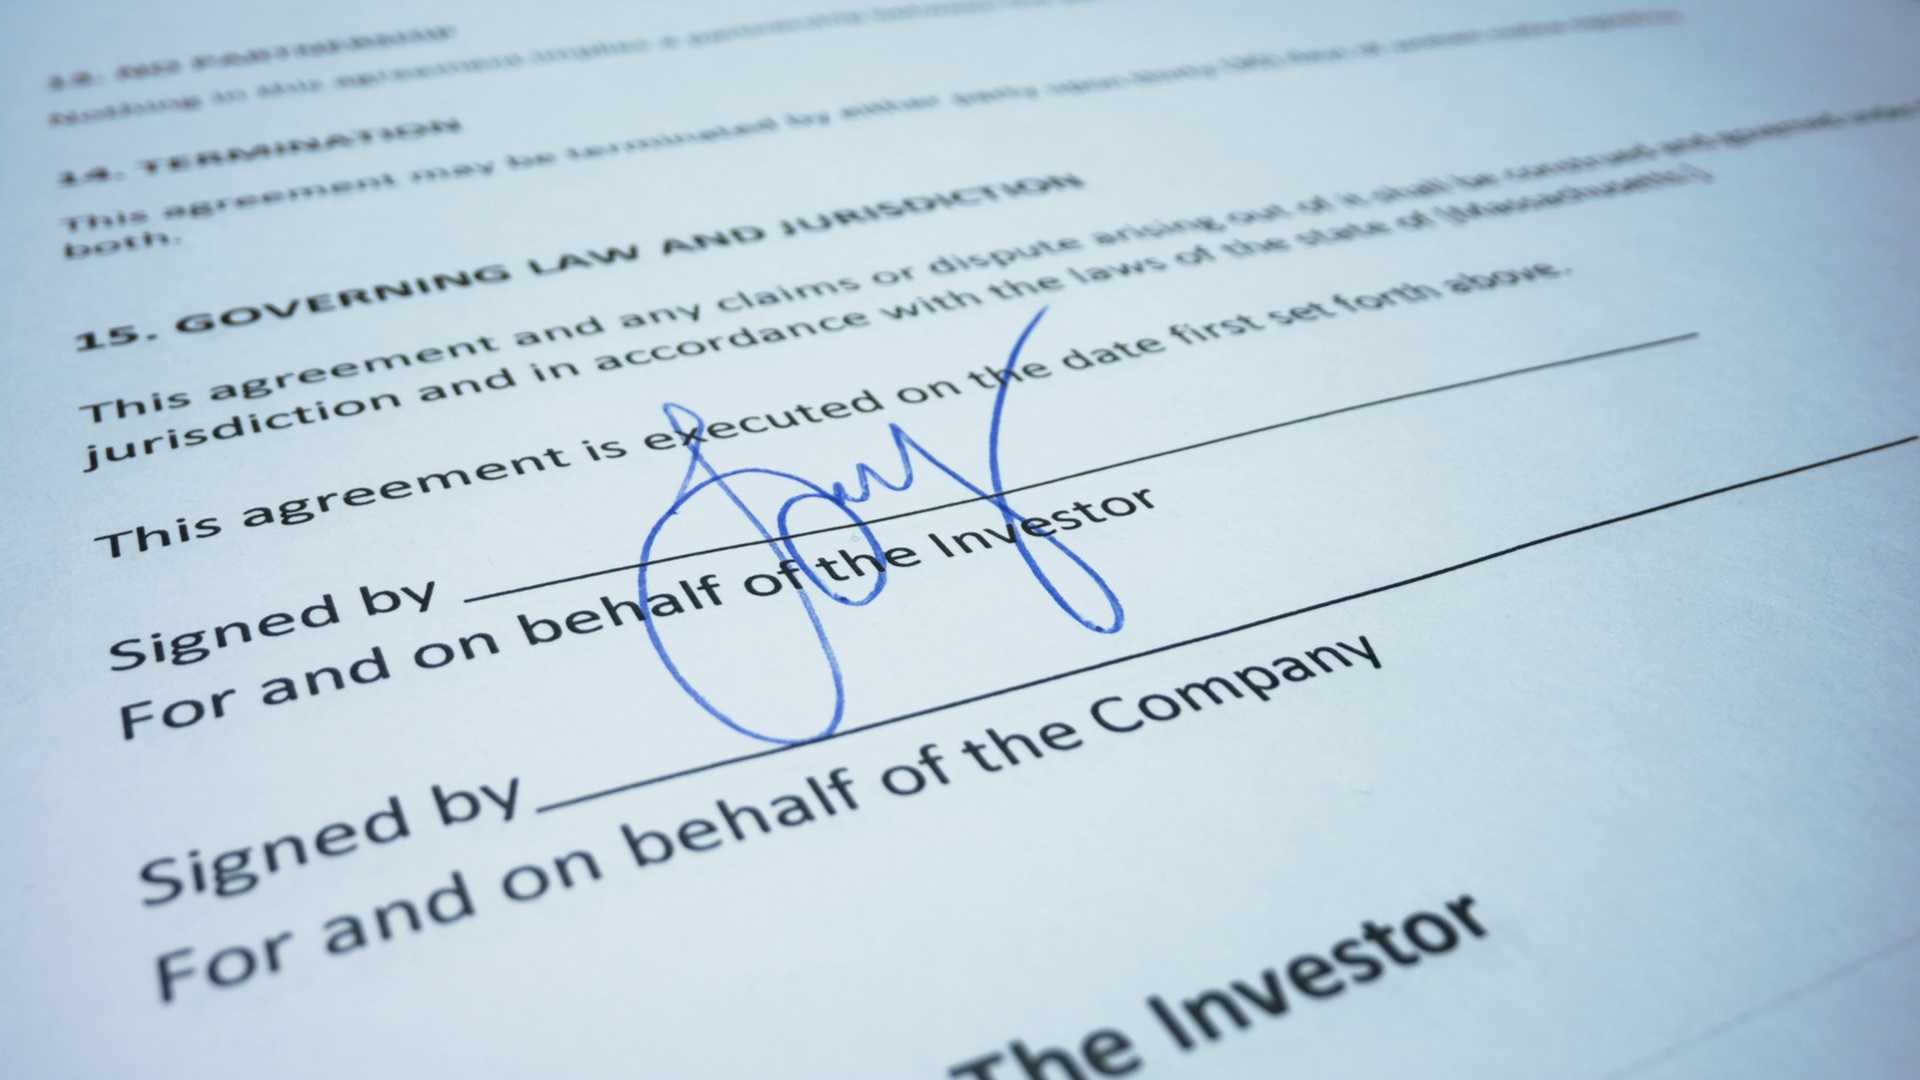 13. NO PARTNERSHIP
Nothing in this agreement implies a partnership between the
14. TERMINATION
This agreement may be terminated by either party upon
both.
15. GOVERNING LAW AND JURISDICTION
This agreement and any claims or dispute arising out of it shall be construed and governed
jurisdiction and in accordance with the laws of the state of [Massachusetts].
This agreement is executed on the date first set forth above.
Signed by
For and on behalf of the Investor
Signed by
For and on behalf of the Company
The Investor